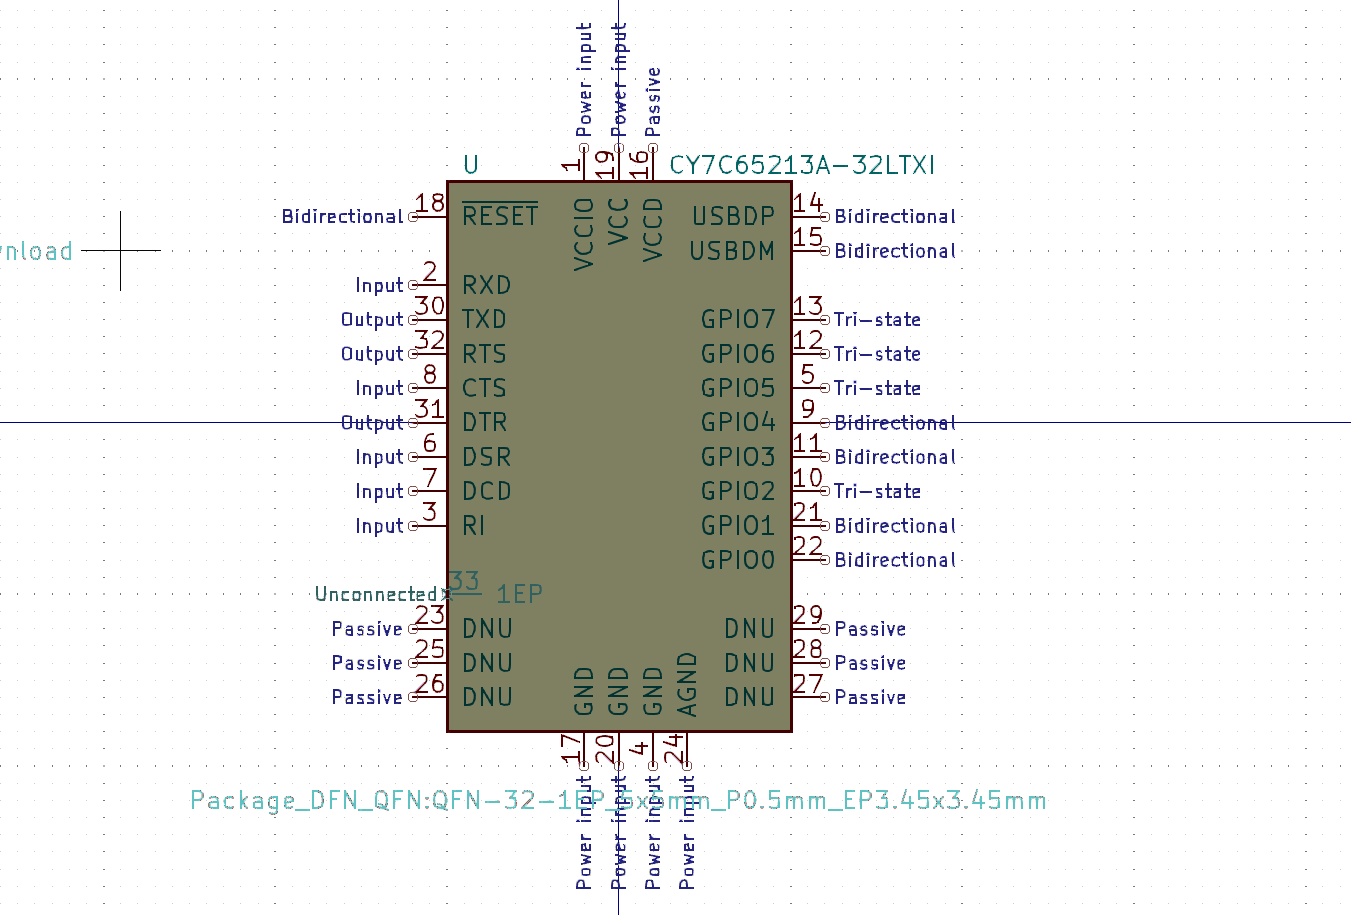 Power input
Power input
Passive
U
1
19
16
CY7C65213A-32LTXI
Bidirectional 18 RESET
VCCIO
VCC
VCCD
USBDP 14 Bidirectional
USBDM 15 Bidirectional
wnload
Input 2 RXD
Output 30 TXD
GPIO7 13 Tri-state
Output 32 RTS
GPIO6 12 Tri-state
Input 8 CTS
GPIO5 5 Tri-state
Output 31 DTR
GPIO4 9 Bidirectional
Input 6 DSR
GPIO3 11 Bidirectional
Input 7 DCD
GPIO2 10 Tri-state
Input 3 RI
GPIO1 21 Bidirectional
GPIO0 22 Bidirectional
Unconnected 33 1EP
Passive 23 DNU
DNU 29 Passive
Passive 25 DNU
DNU 28 Passive
Passive 26 DNU
DNU 27 Passive
GND
GND
GND
AGND
17
20
4
24
Package_DFN_QFN:QFN-32-1EP_5x5mm_P0.5mm_EP3.45x3.45mm
Power input
Power input
Power input
Power input